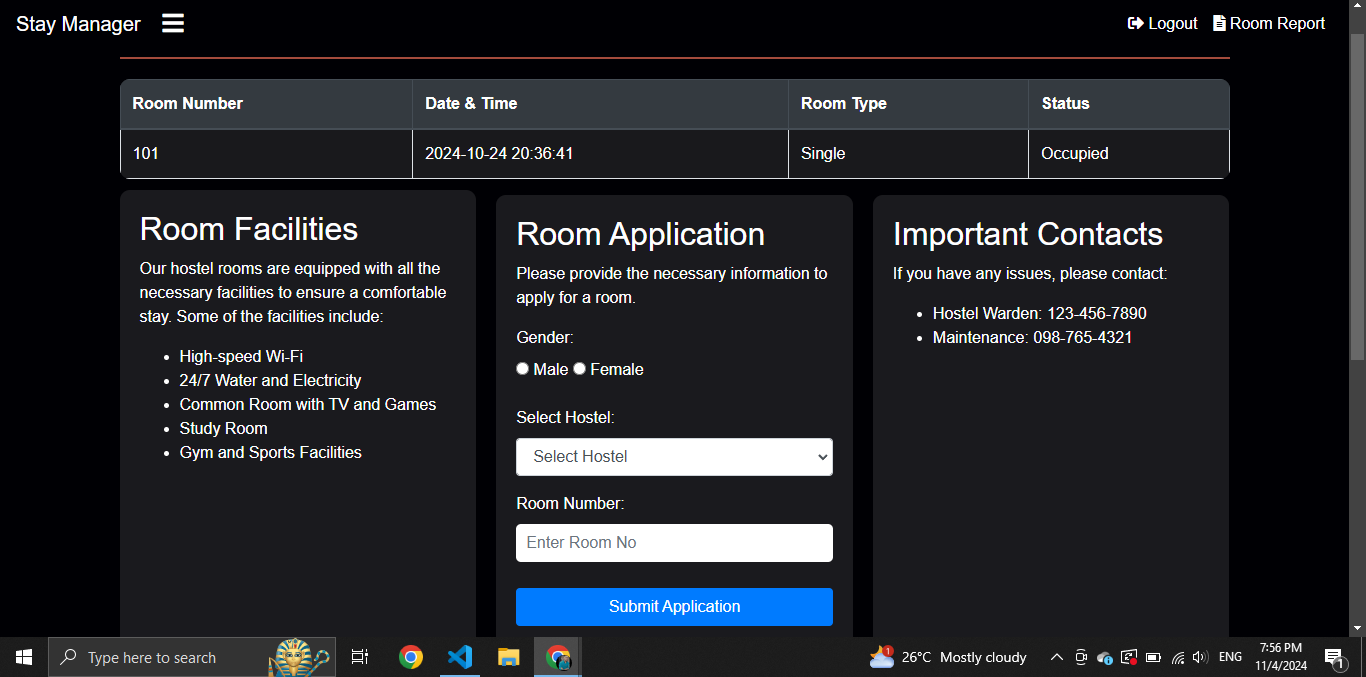 Stay Manager
Logout Room Report
Room Number Date & Time Room Type Status
101 2024-10-24 20:36:41 Single Occupied
Room Facilities
Our hostel rooms are equipped with all the
necessary facilities to ensure a comfortable
stay. Some of the facilities include:
• High-speed Wi-Fi
• 24/7 Water and Electricity
• Common Room with TV and Games
• Study Room
• Gym and Sports Facilities
Room Application
Please provide the necessary information to
apply for a room.
Gender:
Male Female
Select Hostel:
Select Hostel
Room Number:
Enter Room No
Submit Application
Important Contacts
If you have any issues, please contact:
• Hostel Warden: 123-456-7890
• Maintenance: 098-765-4321
Type here to search
1
26°C Mostly cloudy
ENG
7:56 PM
11/4/2024
1